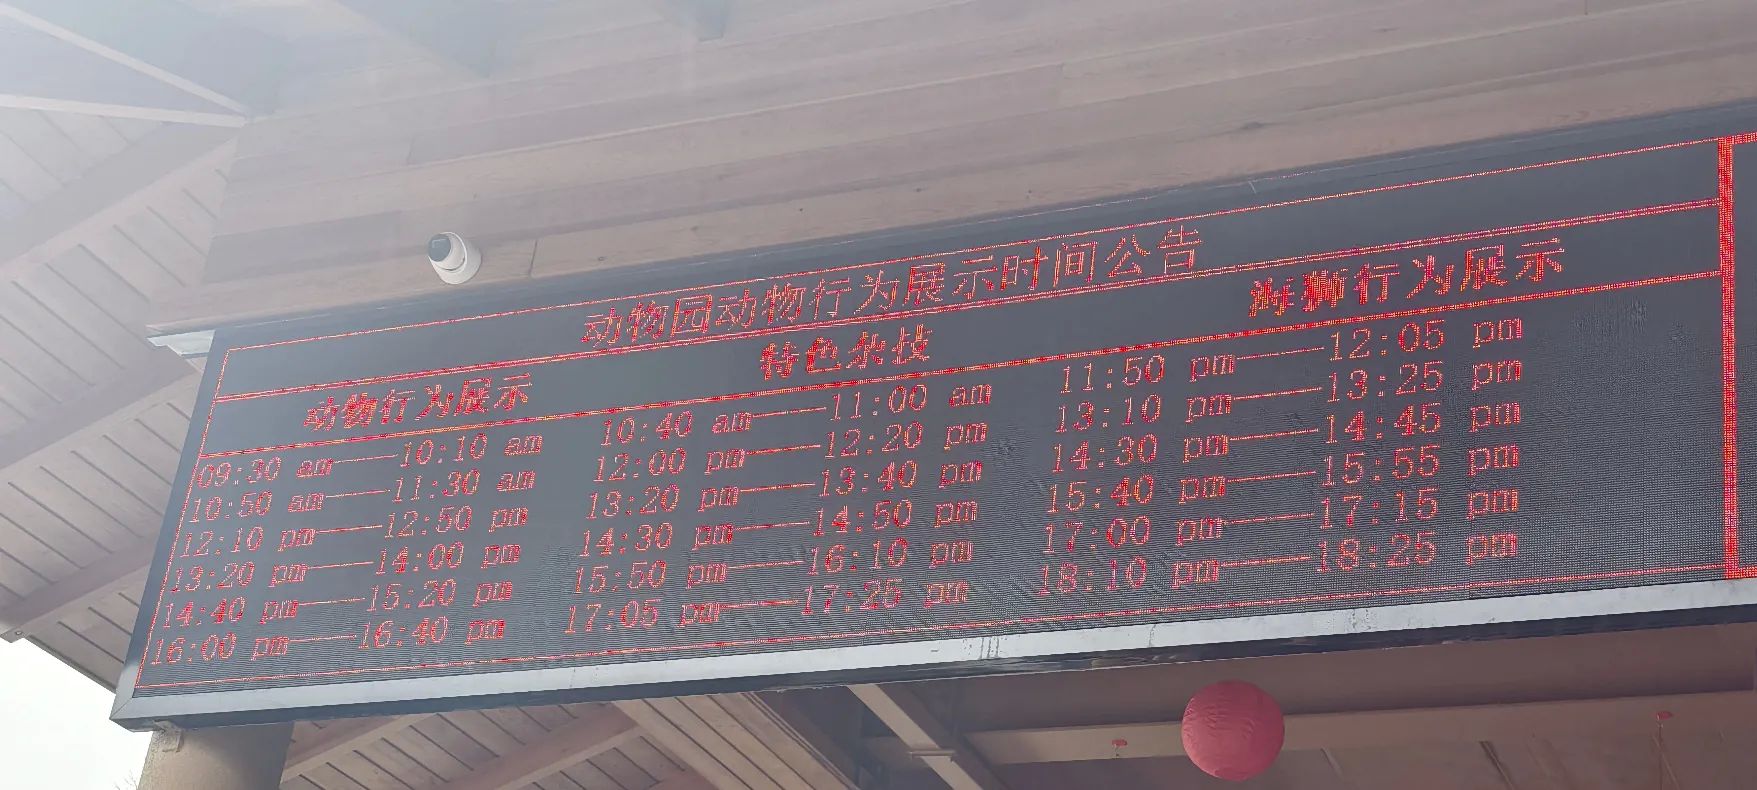 动物园动物行为展示时间公告
动物行为展示 特色杂技 海狮行为展示
09:30 am——10:10 am 10:40 am——11:00 am 11:50 pm——12:05 pm
10:50 am——11:30 am 12:00 pm——12:20 pm 13:10 pm——13:25 pm
12:10 pm——12:50 pm 13:20 pm——13:40 pm 14:30 pm——14:45 pm
13:20 pm——14:00 pm 14:30 pm——14:50 pm 15:40 pm——15:55 pm
14:40 pm——15:20 pm 15:50 pm——16:10 pm 17:00 pm——17:15 pm
16:00 pm——16:40 pm 17:05 pm——17:25 pm 18:10 pm——18:25 pm